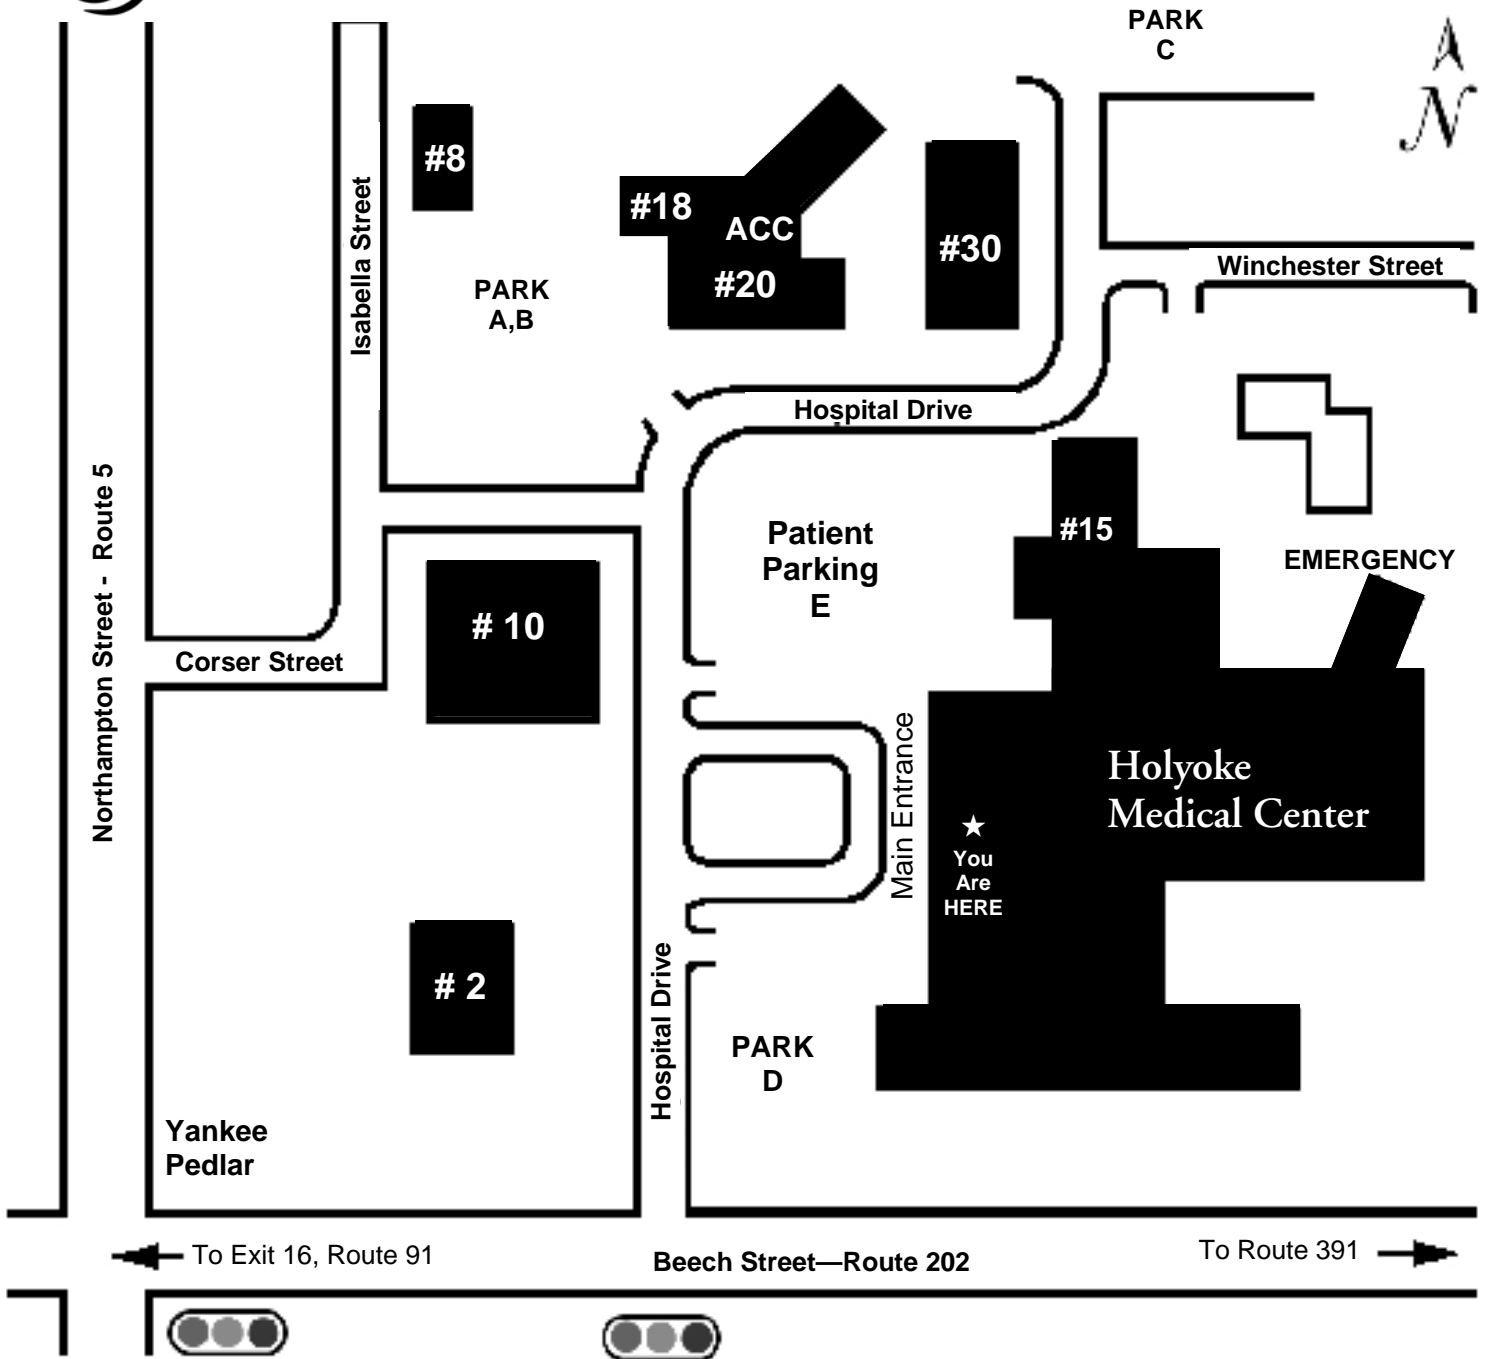 PARK
C
N
#8
#18
ACC
#20
#30
Isabella Street
PARK
A,B
Winchester Street
Hospital Drive
Northampton Street - Route 5
Patient
Parking
E
#15
EMERGENCY
# 10
Corser Street
Main Entrance
Holyoke
Medical Center
You
Are
HERE
# 2
Hospital Drive
PARK
D
Yankee
Pedlar
To Exit 16, Route 91
Beech Street—Route 202
To Route 391